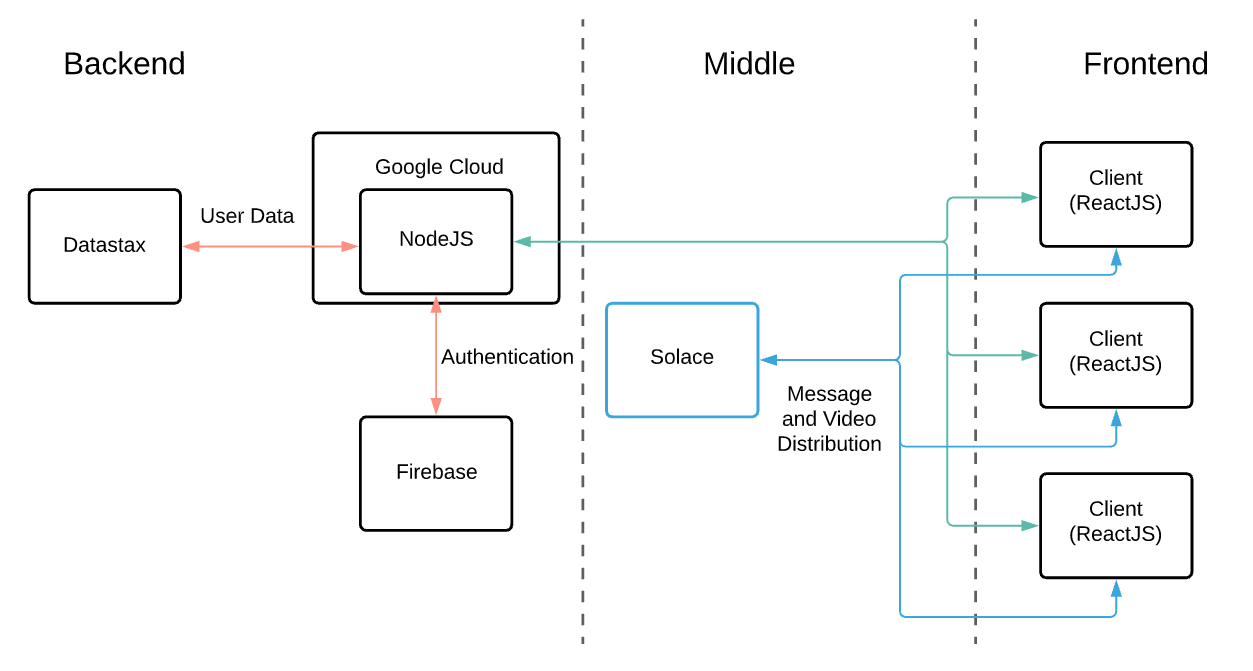 Backend
Middle
Frontend
Google Cloud
Datastax
User Data
NodeJS
Client
(ReactJS)
Authentication
Solace
Client
(ReactJS)
Message
and Video
Distribution
Firebase
Client
(ReactJS)